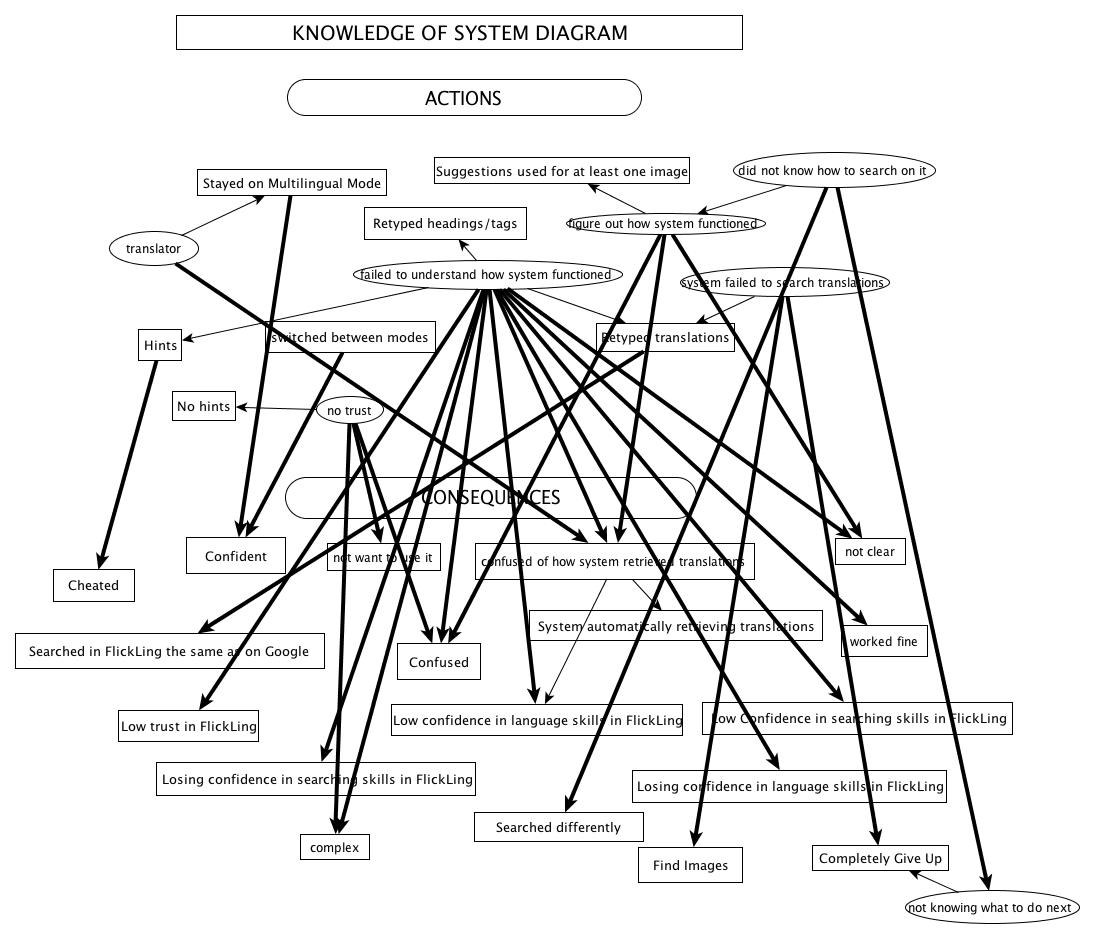 KNOWLEDGE OF SYSTEM DIAGRAM
ACTIONS
did not know how to search on it
Suggestions used for at least one image
Stayed on Multilingual Mode
Retyped headings/tags
figure out how system functioned
translator
failed to understand how system functioned
system failed to search translations
switched between modes
Retyped translations
Hints
No hints
no trust
CONSEQUENCES
Confident
not want to use it
confused of how system retrieved translations
not clear
Cheated
System automatically retrieving translations
worked fine
Searched in FlickLing the same as on Google
Confused
Low trust in FlickLing
Low confidence in language skills in FlickLing
Low Confidence in searching skills in FlickLing
Losing confidence in searching skills in FlickLing
Losing confidence in language skills in FlickLing
Searched differently
complex
Find Images
Completely Give Up
not knowing what to do next